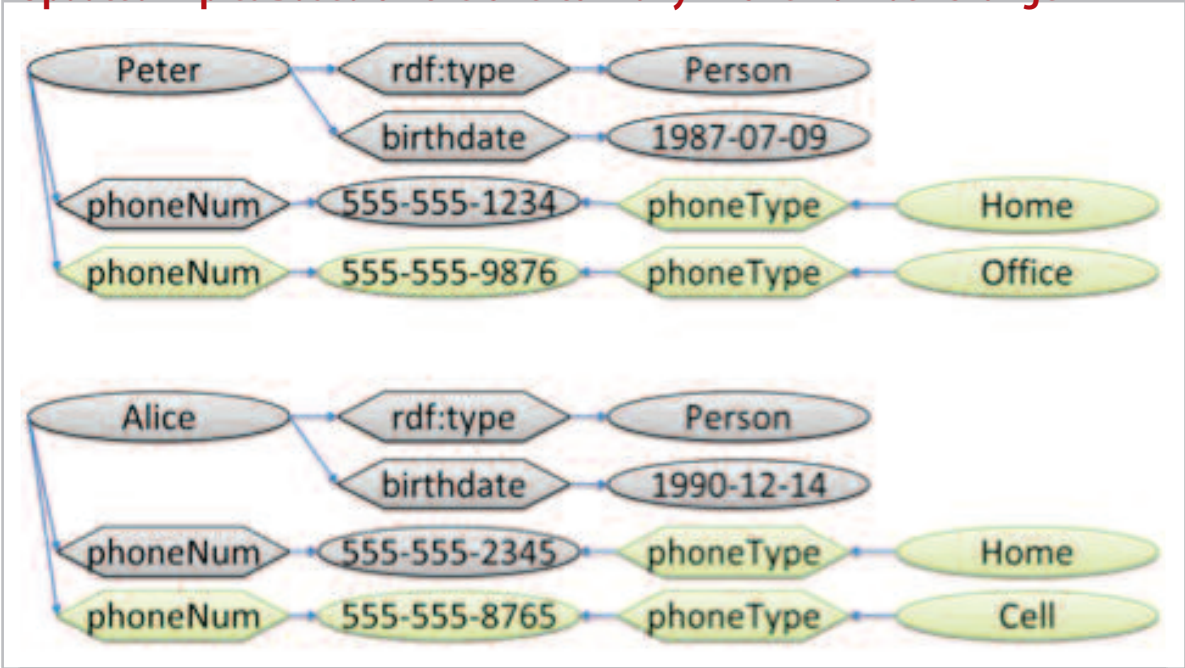 Peter rdf:type Person
birthdate 1987-07-09
phoneNum 555-555-1234 phoneType Home
phoneNum 555-555-9876 phoneType Office
Alice rdf:type Person
birthdate 1990-12-14
phoneNum 555-555-2345 phoneType Home
phoneNum 555-555-8765 phoneType Cell